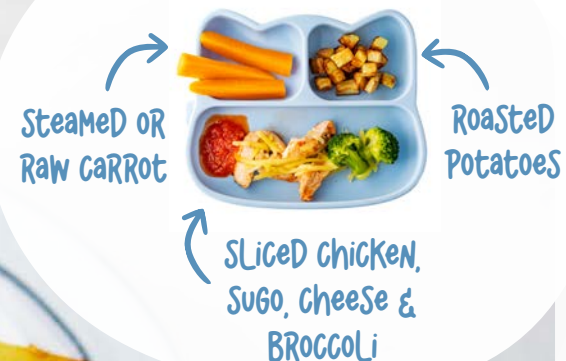 Steamed or
raw carrot
Roasted
Potatoes
Sliced chicken,
sugo, cheese &
Broccoli